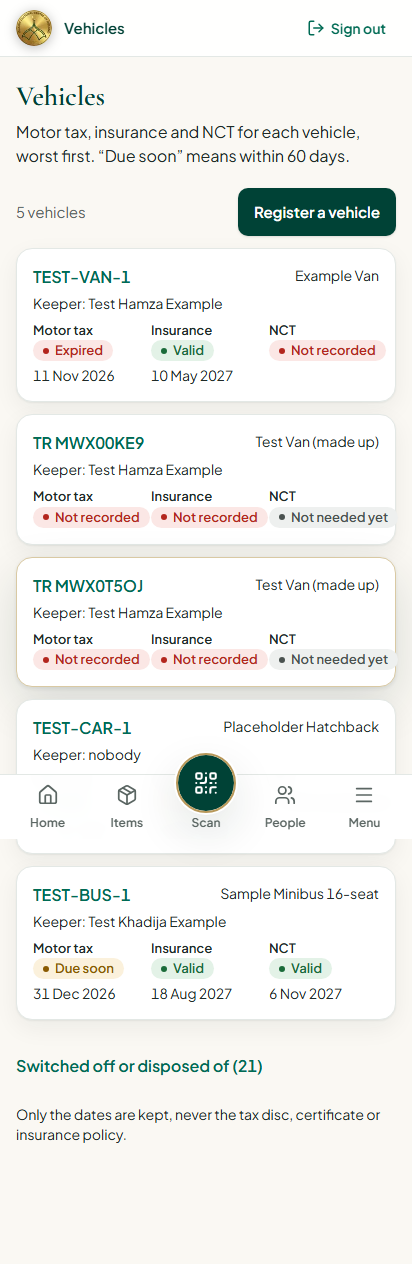 Vehicles
Sign out
Vehicles
Motor tax, insurance and NCT for each vehicle,
worst first. “Due soon” means within 60 days.
5 vehicles
Register a vehicle
TEST-VAN-1
Example Van
Keeper: Test Hamza Example
Motor tax Insurance NCT
Expired Valid Not recorded
11 Nov 2026 10 May 2027
TR MWX00KE9
Test Van (made up)
Keeper: Test Hamza Example
Motor tax Insurance NCT
Not recorded Not recorded Not needed yet
TR MWX0T5OJ
Test Van (made up)
Keeper: Test Hamza Example
Motor tax Insurance NCT
Not recorded Not recorded Not needed yet
TEST-CAR-1
Placeholder Hatchback
Keeper: nobody
Home Items Scan People Menu
TEST-BUS-1
Sample Minibus 16-seat
Keeper: Test Khadija Example
Motor tax Insurance NCT
Due soon Valid Valid
31 Dec 2026 18 Aug 2027 6 Nov 2027
Switched off or disposed of (21)
Only the dates are kept, never the tax disc, certificate or
insurance policy.